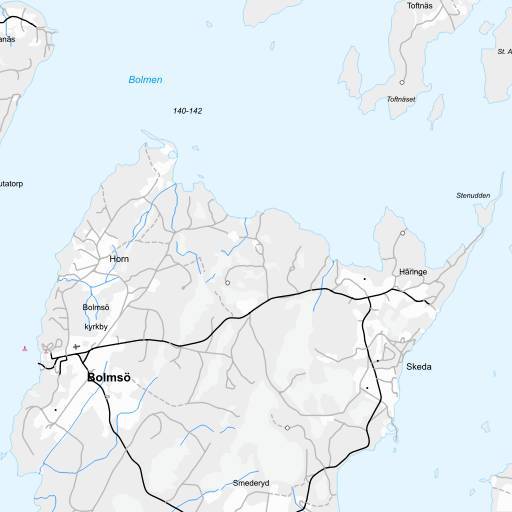 Toftnäs
anäs
St. A
Bolmen
Toftnäset
140-142
utatorp
Stenudden
Horn
Häringe
Bolmsö
kyrkby
Skeda
Bolmsö
Smederyd